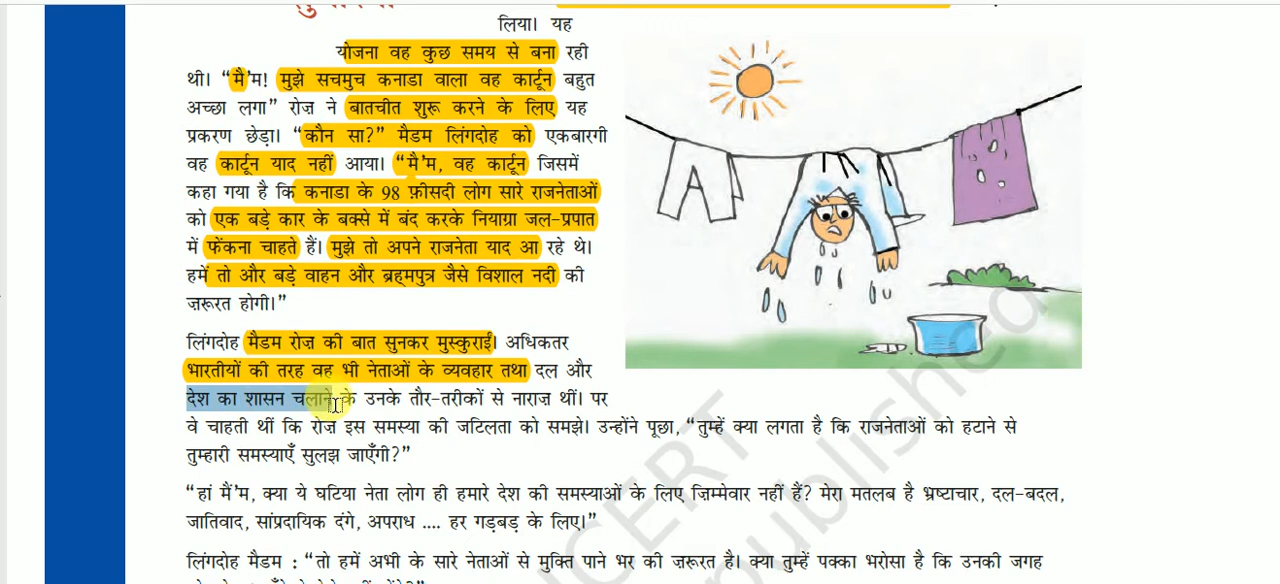 लिया। यह
योजना वह कुछ समय से बना रही
थी। “मै'म! मुझे सचमुच कनाडा वाला वह कार्टून बहुत
अच्छा लगा” रोज़ ने बातचीत शुरू करने के लिए यह
प्रकरण छेड़ा। “कौन सा?” मैडम लिंगदोह को एकबारगी
वह कार्टून याद नहीं आया। “मै'म, वह कार्टून जिसमें
कहा गया है कि कनाडा के 98 फ़ीसदी लोग सारे राजनेताओं
को एक बड़े कार के बक्से में बंद करके नियाग्रा जल-प्रपात
में फेंकना चाहते हैं। मुझे तो अपने राजनेता याद आ रहे थे।
हमें तो और बड़े वाहन और ब्रह्मपुत्र जैसे विशाल नदी की
ज़रूरत होगी।”
लिंगदोह मैडम रोज़ की बात सुनकर मुस्कुराईं। अधिकतर
भारतीयों की तरह वह भी नेताओं के व्यवहार तथा दल और
देश का शासन चलाने के उनके तौर-तरीकों से नाराज़ थीं। पर
वे चाहती थीं कि रोज़ इस समस्या की जटिलता को समझे। उन्होंने पूछा, “तुम्हें क्या लगता है कि राजनेताओं को हटाने से
तुम्हारी समस्याएँ सुलझ जाएँगी?”
“हां मैं'म, क्या ये घटिया नेता लोग ही हमारे देश की समस्याओं के लिए ज़िम्मेवार नहीं हैं? मेरा मतलब है भ्रष्टाचार, दल-बदल,
जातिवाद, सांप्रदायिक दंगे, अपराध .... हर गड़बड़ के लिए।”
लिंगदोह मैडम : “तो हमें अभी के सारे नेताओं से मुक्ति पाने भर की ज़रूरत है। क्या तुम्हें पक्का भरोसा है कि उनकी जगह